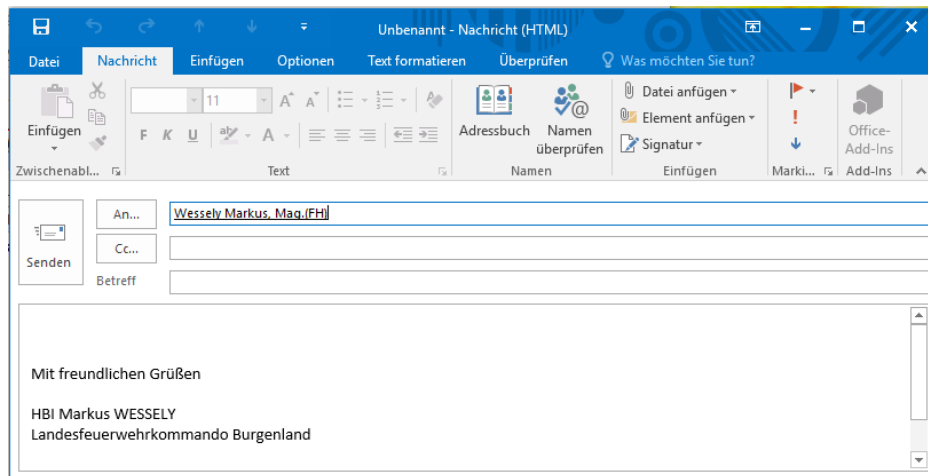 Unbenannt - Nachricht (HTML)
Datei Nachricht Einfügen Optionen Text formatieren Überprüfen Was möchten Sie tun?
Einfügen
11
F K U
A
Adressbuch
Namen überprüfen
Datei anfügen
Element anfügen
Signatur
Office-Add-Ins
Zwischenabl... Text Namen Einfügen Marki... Add-Ins
Senden
An... Wessely Markus, Mag.(FH)
Cc...
Betreff
Mit freundlichen Grüßen
HBI Markus WESSELY
Landesfeuerwehrkommando Burgenland